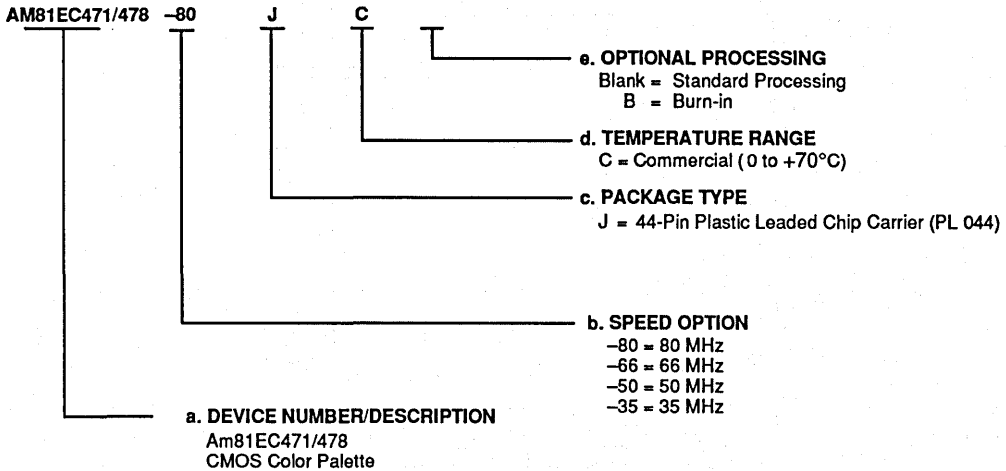 AM81EC471/478 –80 J C
e. OPTIONAL PROCESSING
Blank = Standard Processing
B = Burn-in
d. TEMPERATURE RANGE
C = Commercial (0 to +70°C)
c. PACKAGE TYPE
J = 44-Pin Plastic Leaded Chip Carrier (PL 044)
b. SPEED OPTION
–80 = 80 MHz
–66 = 66 MHz
–50 = 50 MHz
–35 = 35 MHz
a. DEVICE NUMBER/DESCRIPTION
Am81EC471/478
CMOS Color Palette